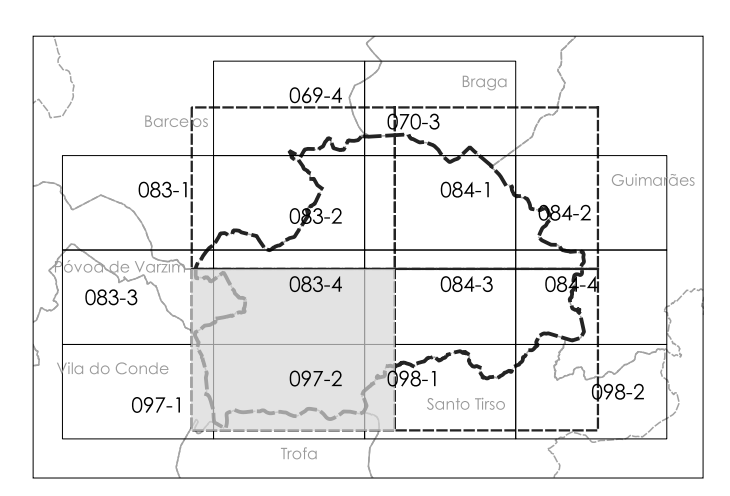 Braga
069-4
Barcelos
070-3
Guimarães
083-1
084-1
083-2
084-2
Póvoa de Varzim
083-4
084-3
084-4
083-3
Vila do Conde
097-2
098-1
098-2
097-1
Santo Tirso
Trofa